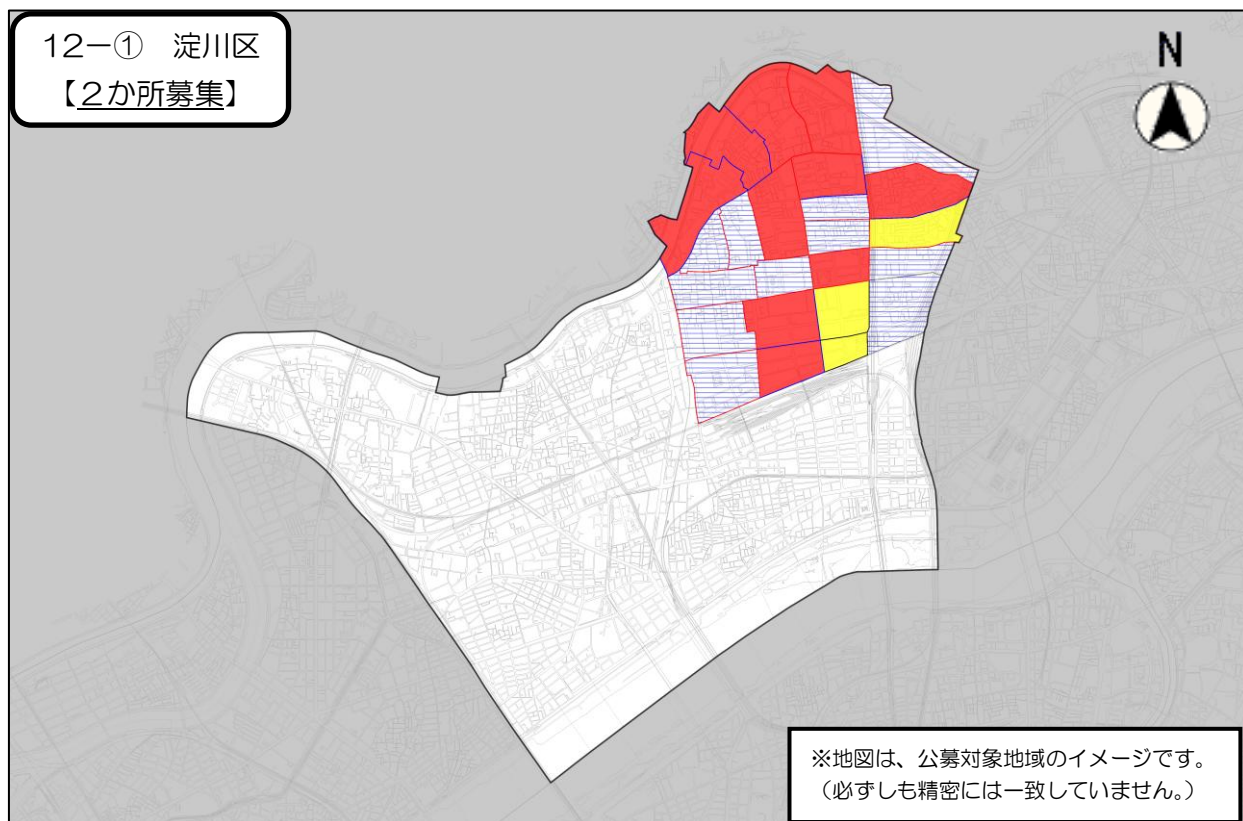 12－① 淀川区
【２か所募集】
N
※地図は、公募対象地域のイメージです。
（必ずしも精密には一致していません。）